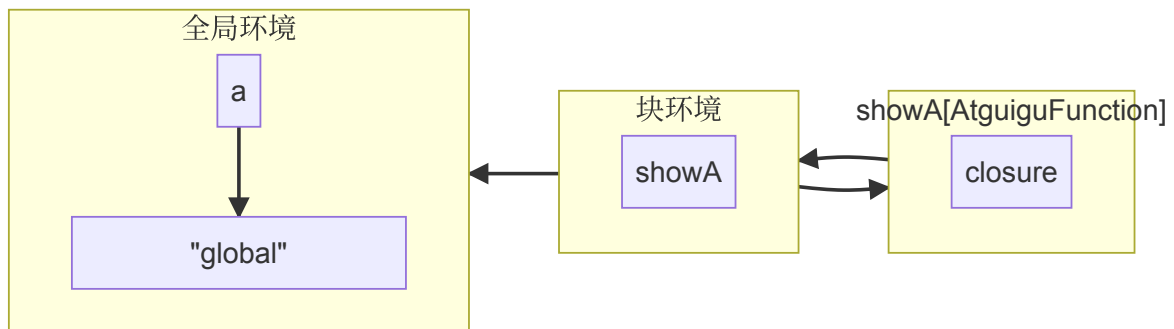 全局环境
a
"global"
块环境
showA
showA[AtguiguFunction]
closure